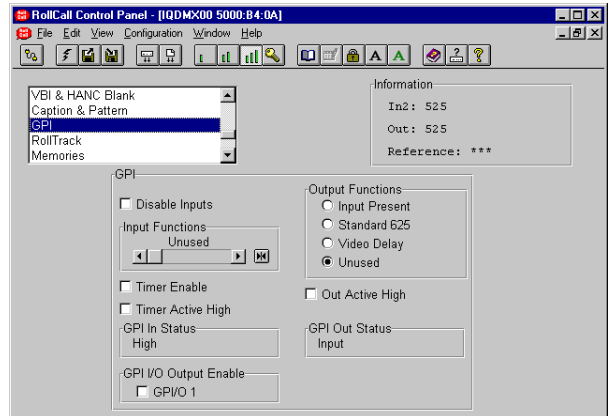 RollCall Control Panel - [IQDMX00 5000:B4:0A]
File Edit View Configuration Window Help
A A
VBI & HANC Blank
Caption & Pattern
GPI
RollTrack
Memories
Information
In2: 525
Out: 525
Reference: ***
GPI
Disable Inputs
Input Functions
Unused
Timer Enable
Timer Active High
GPI In Status
High
GPI I/O Output Enable
GPI/O 1
Output Functions
Input Present
Standard 625
Video Delay
Unused
Out Active High
GPI Out Status
Input